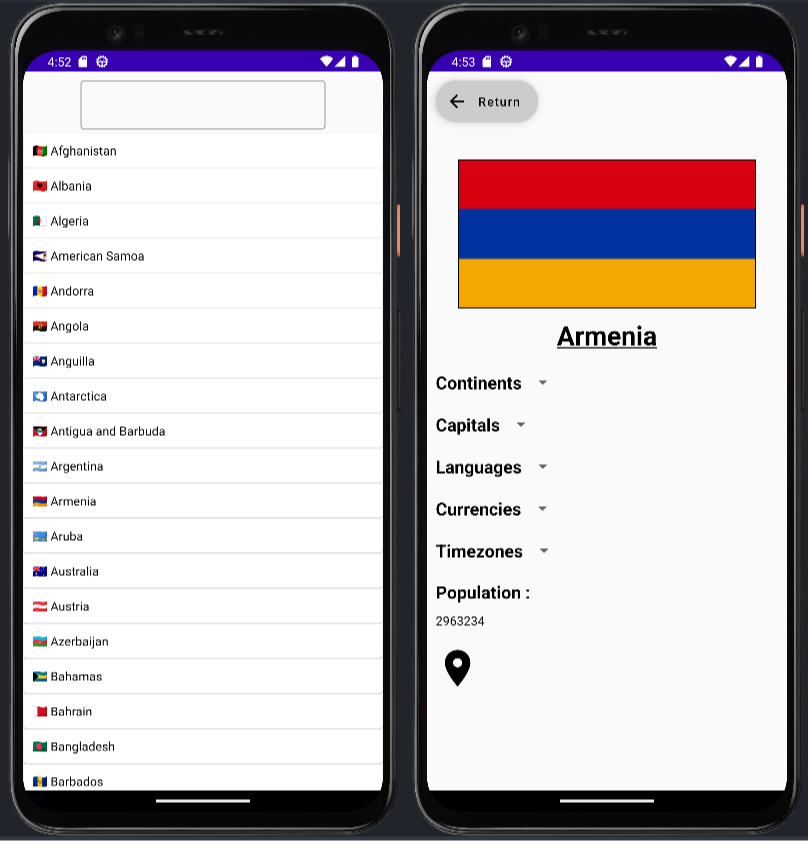 4:52
Afghanistan
Albania
Algeria
American Samoa
Andorra
Angola
Anguilla
Antarctica
Antigua and Barbuda
Argentina
Armenia
Aruba
Australia
Austria
Azerbaijan
Bahamas
Bahrain
Bangladesh
Barbados
4:53
Return
Armenia
Continents
Capitals
Languages
Currencies
Timezones
Population :
2963234